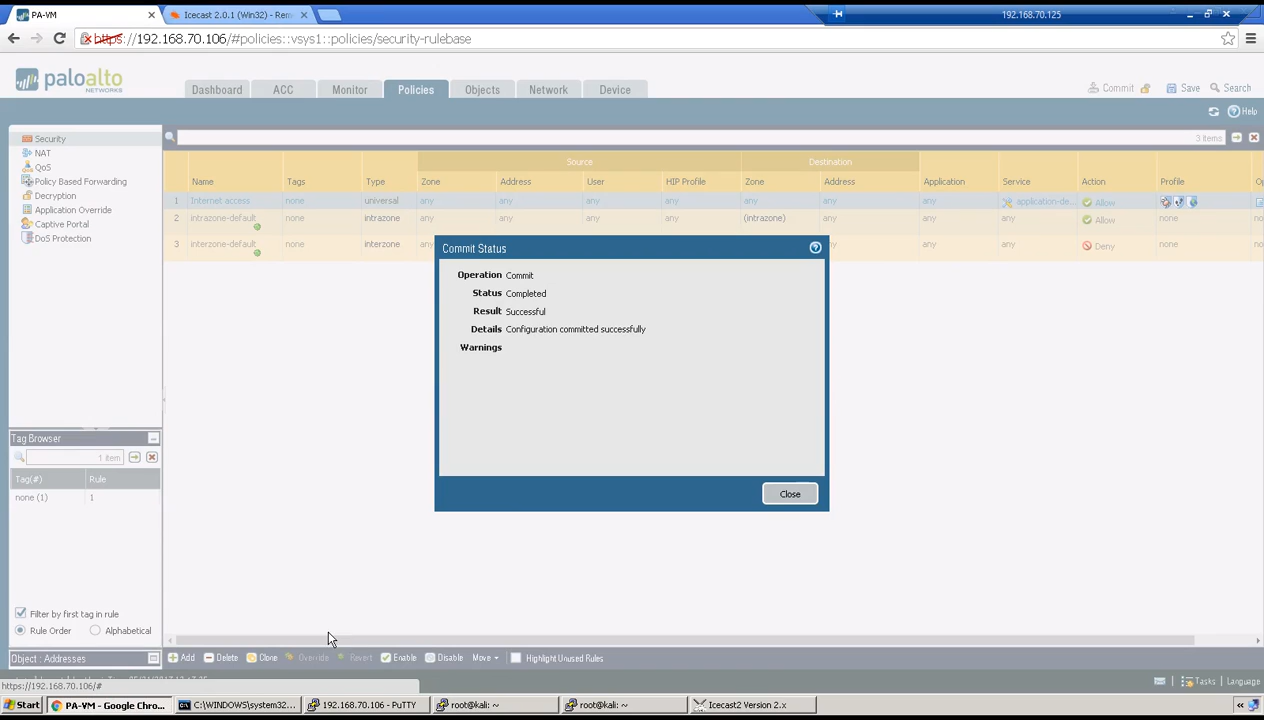 PA-VM
Icecast 2.0.1 (Win32) - Rem
192.168.70.125
https://192.168.70.106/#policies::vsys1::policies/security-rulebase
paloalto
NETWORKS
Dashboard
ACC
Monitor
Policies
Objects
Network
Device
Commit
Save
Search
Help
Security
NAT
QoS
Policy Based Forwarding
Decryption
Application Override
Captive Portal
DoS Protection
3 items
Source
Destination
Name Tags Type Zone Address User HIP Profile Zone Address Application Service Action Profile Op
1 Internet access none universal any any any any any any any application-de... Allow
2 intrazone-default none intrazone any any any any (intrazone) any any any Allow none no
3 interzone-default none interzone any any any any Deny none no
Commit Status
Operation Commit
Status Completed
Result Successful
Details Configuration committed successfully
Warnings
Close
Tag Browser
1 item
Tag(#) Rule
none (1) 1
Filter by first tag in rule
Rule Order Alphabetical
Object : Addresses
Add Delete Clone Override Revert Enable Disable Move Highlight Unused Rules
https://192.168.70.106/#
Tasks Language
Start
PA-VM - Google Chro...
C:\WINDOWS\system32...
192.168.70.106 - PuTTY
root@kali: ~
root@kali: ~
Icecast2 Version 2.x